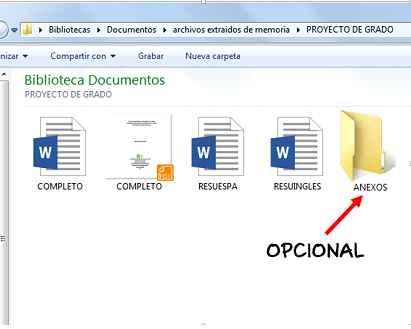 Bibliotecas ▸ Documentos ▸ archivos extraidos de memoria ▸ PROYECTO DE GRADO
nizar Compartir con Grabar Nueva carpeta
Biblioteca Documentos
PROYECTO DE GRADO
COMPLETO COMPLETO RESUESPA RESUINGLES ANEXOS
OPCIONAL